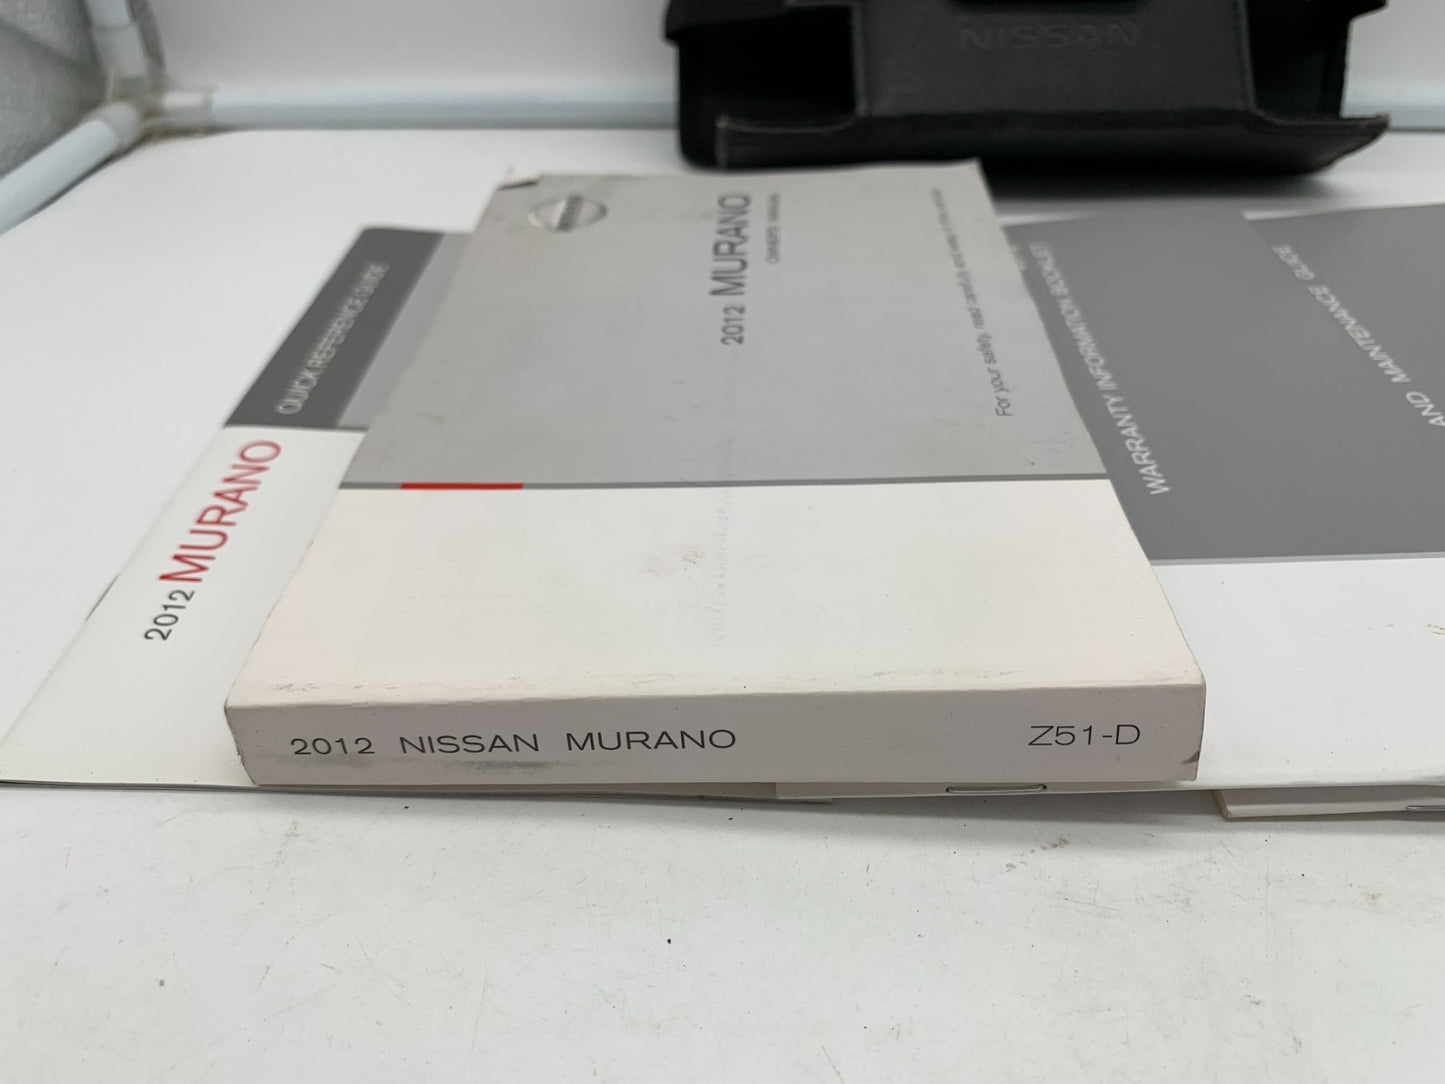 NISSAN
NISSAN
2012 MURANO
OWNER'S MANUAL
For your safety, read carefully and keep in this vehicle.
QUICK REFERENCE GUIDE
2012 MURANO
WARRANTY INFORMATION BOOKLET
AND MAINTENANCE GUIDE
2012 NISSAN MURANO Z51-D